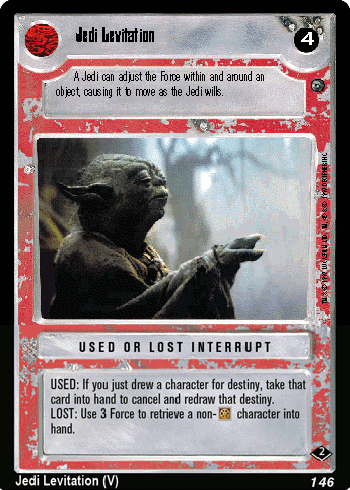 Jedi Levitation
4
A Jedi can adjust the Force within and around an
object, causing it to move as the Jedi wills.
USED OR LOST INTERRUPT
USED: If you just drew a character for destiny, take that
card into hand to cancel and redraw that destiny.
LOST: Use 3 Force to retrieve a non- character into
hand.
2
Jedi Levitation (V)
146